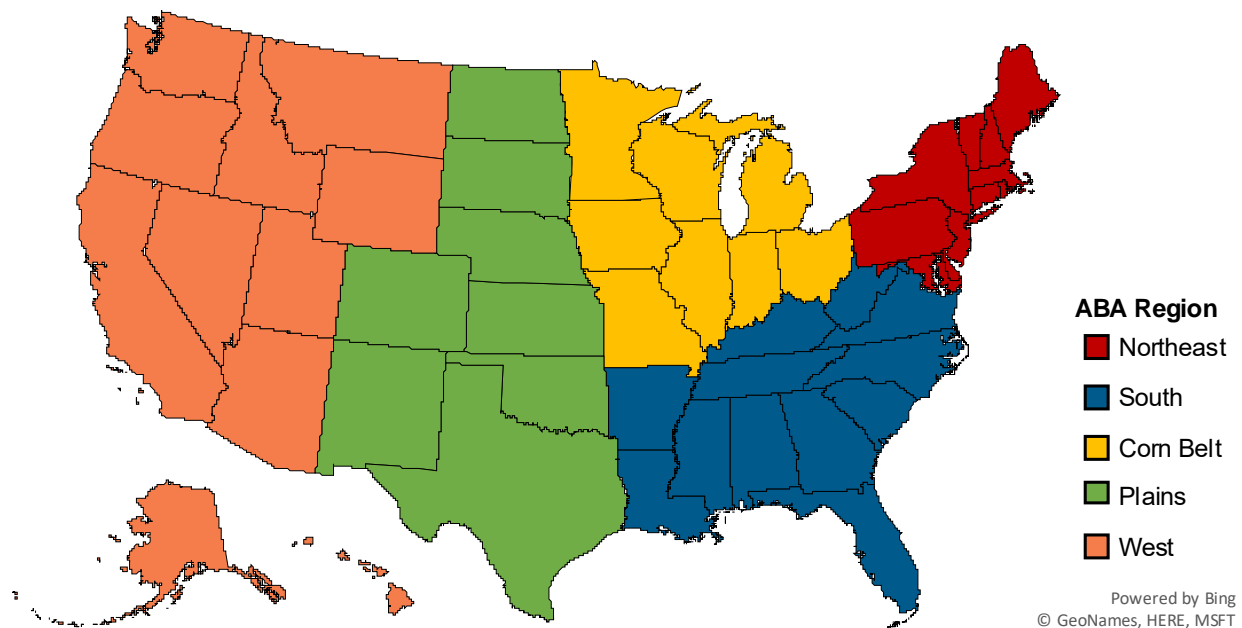 ABA Region
Northeast
South
Corn Belt
Plains
West
Powered by Bing
© GeoNames, HERE, MSFT